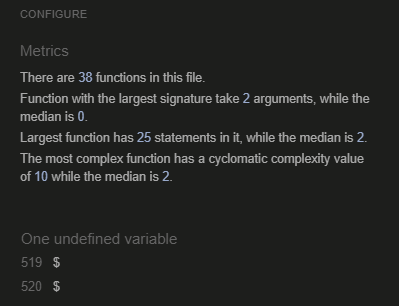 CONFIGURE
Metrics
There are 38 functions in this file.
Function with the largest signature take 2 arguments, while the
median is 0.
Largest function has 25 statements in it, while the median is 2.
The most complex function has a cyclomatic complexity value
of 10 while the median is 2.
One undefined variable
519 $
520 $